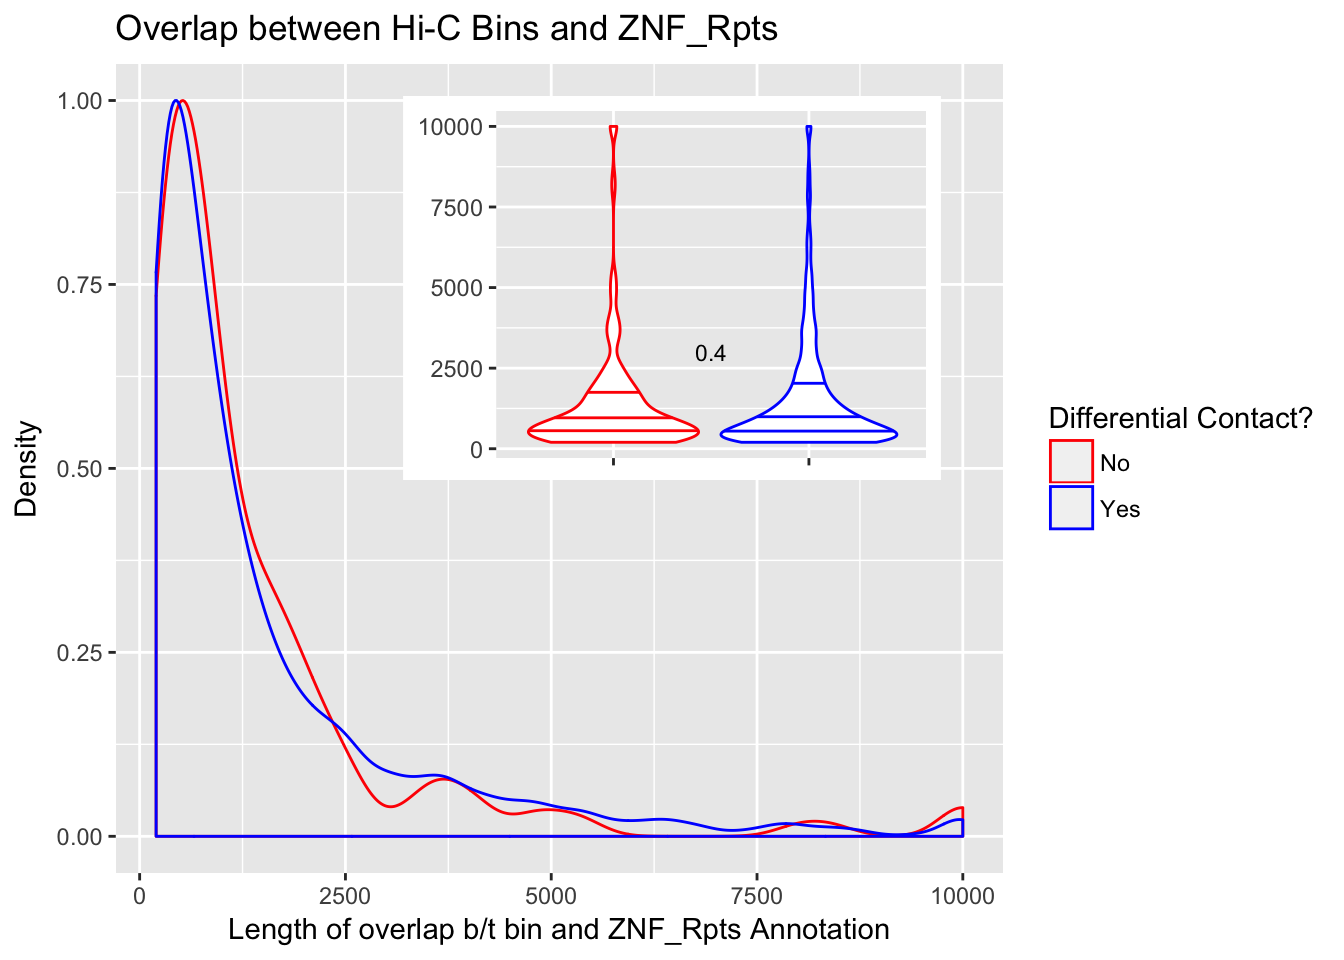 Overlap between Hi-C Bins and ZNF_Rpts
1.00
0.75
0.50
0.25
0.00
Density
10000
7500
5000
2500
0
0.4
Differential Contact?
No
Yes
0 2500 5000 7500 10000
Length of overlap b/t bin and ZNF_Rpts Annotation